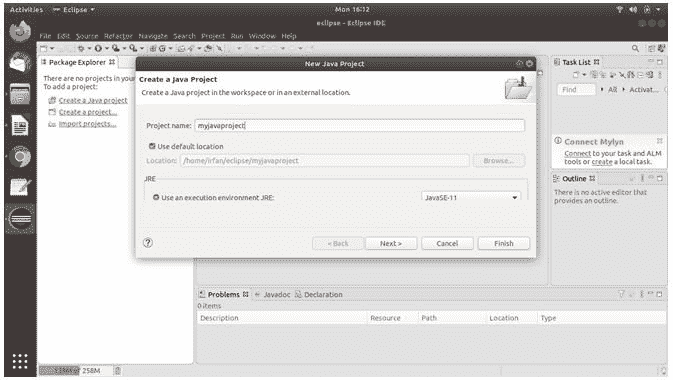 Activities Eclipse Mon 16:12
eclipse - Eclipse IDE
File Edit Source Refactor Navigate Search Project Run Window Help
Package Explorer
There are no projects in your
To add a project:
Create a Java project
Create a project...
Import projects...
New Java Project
Create a Java Project
Create a Java project in the workspace or in an external location.
Project name: myjavaproject
Use default location
Location: /home/irfan/eclipse/myjavaproject Browse...
JRE
Use an execution environment JRE: JavaSE-11
< Back Next > Cancel Finish
Task List
Find All Activat...
Connect Mylyn
Connect to your task and ALM
tools or create a local task.
Outline
There is no active editor that
provides an outline.
Problems Javadoc Declaration
0 items
Description Resource Path Location Type
258M